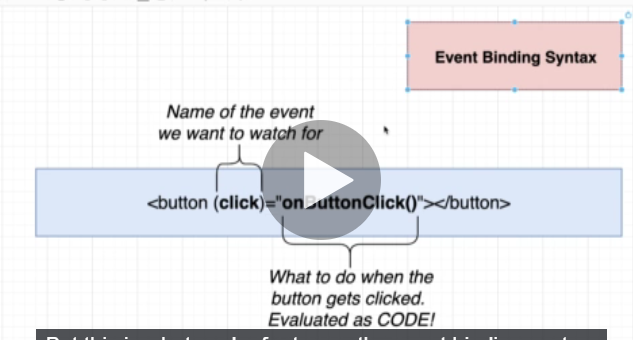 Event Binding Syntax
Name of the event
we want to watch for
<button (click)="onButtonClick()"></button>
What to do when the
button gets clicked.
Evaluated as CODE!